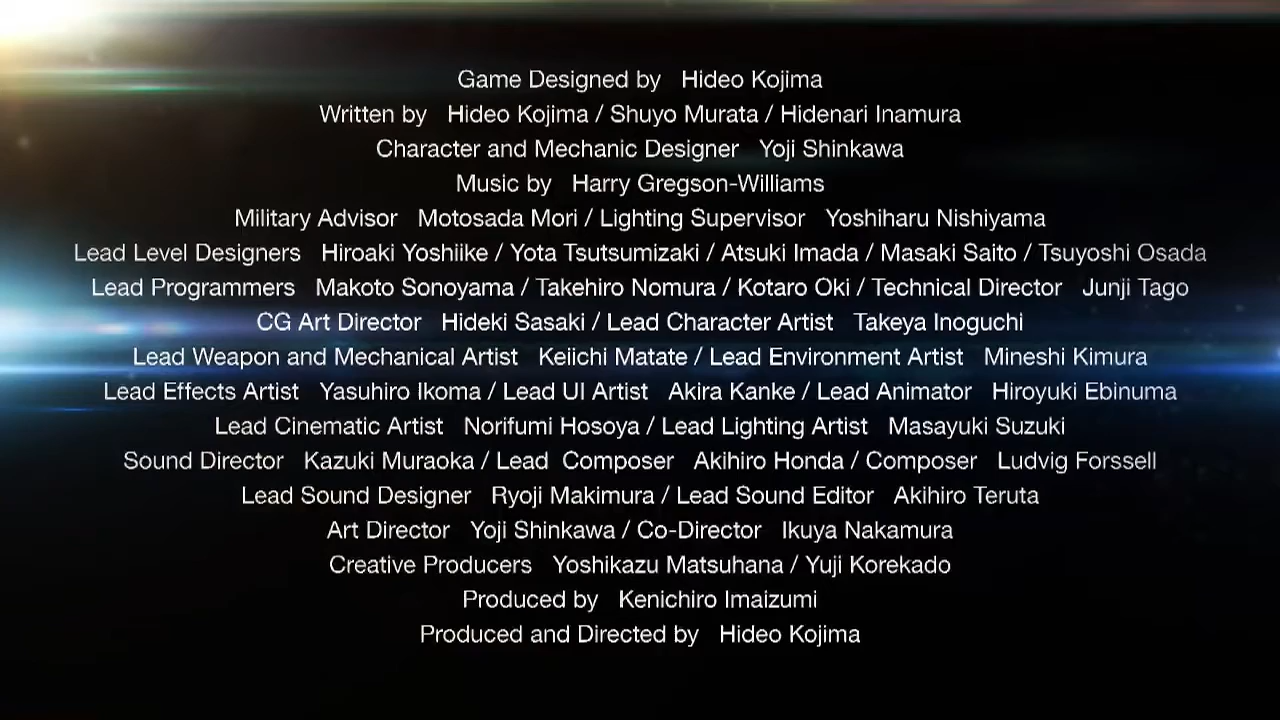 Game Designed by Hideo Kojima
Written by Hideo Kojima / Shuyo Murata / Hidenari Inamura
Character and Mechanic Designer Yoji Shinkawa
Music by Harry Gregson-Williams
Military Advisor Motosada Mori / Lighting Supervisor Yoshiharu Nishiyama
Lead Level Designers Hiroaki Yoshiike / Yota Tsutsumizaki / Atsuki Imada / Masaki Saito / Tsuyoshi Osada
Lead Programmers Makoto Sonoyama / Takehiro Nomura / Kotaro Oki / Technical Director Junji Tago
CG Art Director Hideki Sasaki / Lead Character Artist Takeya Inoguchi
Lead Weapon and Mechanical Artist Keiichi Matate / Lead Environment Artist Mineshi Kimura
Lead Effects Artist Yasuhiro Ikoma / Lead UI Artist Akira Kanke / Lead Animator Hiroyuki Ebinuma
Lead Cinematic Artist Norifumi Hosoya / Lead Lighting Artist Masayuki Suzuki
Sound Director Kazuki Muraoka / Lead Composer Akihiro Honda / Composer Ludvig Forssell
Lead Sound Designer Ryoji Makimura / Lead Sound Editor Akihiro Teruta
Art Director Yoji Shinkawa / Co-Director Ikuya Nakamura
Creative Producers Yoshikazu Matsuhana / Yuji Korekado
Produced by Kenichiro Imaizumi
Produced and Directed by Hideo Kojima